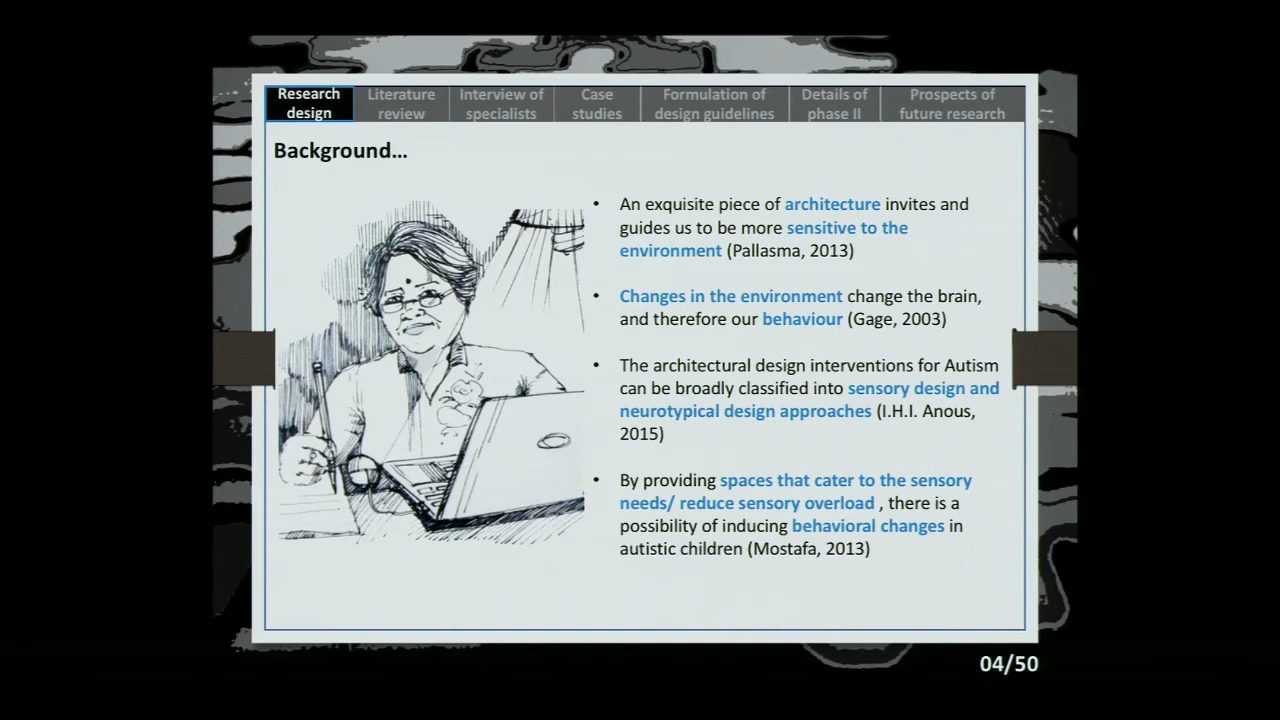 Research
design
Literature
review
Interview of
specialists
Case
studies
Formulation of
design guidelines
Details of
phase II
Prospects of
future research
Background…
• An exquisite piece of architecture invites and
guides us to be more sensitive to the
environment (Pallasma, 2013)
• Changes in the environment change the brain,
and therefore our behaviour (Gage, 2003)
• The architectural design interventions for Autism
can be broadly classified into sensory design and
neurotypical design approaches (I.H.I. Anous,
2015)
• By providing spaces that cater to the sensory
needs/ reduce sensory overload , there is a
possibility of inducing behavioral changes in
autistic children (Mostafa, 2013)
04/50